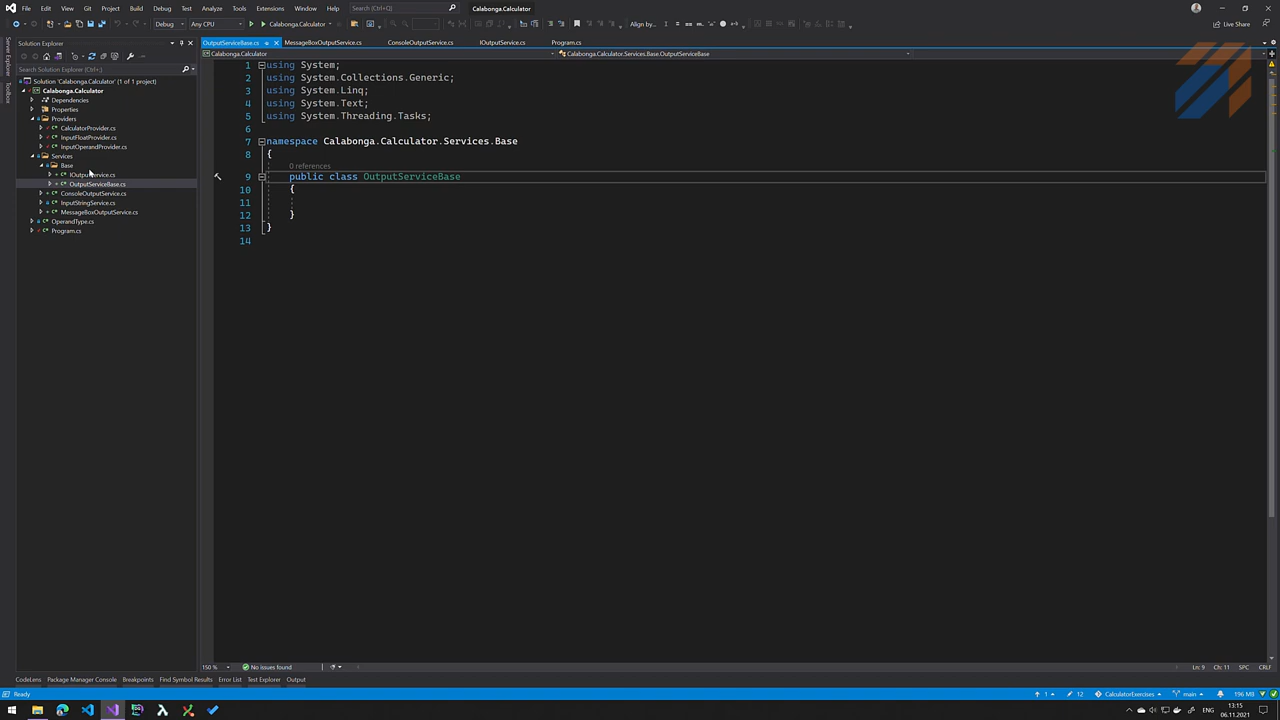 File Edit View Git Project Build Debug Test Analyze Tools Extensions Window Help Search (Ctrl+Q) Calabonga.Calculator
Debug Any CPU Calabonga.Calculator Align by... Live Share
Solution Explorer
Search Solution Explorer (Ctrl+Ç)
Solution 'Calabonga.Calculator' (1 of 1 project)
Calabonga.Calculator
Dependencies
Properties
Providers
CalculatorProvider.cs
InputFloatProvider.cs
InputOperandProvider.cs
Services
Base
IOutputService.cs
OutputServiceBase.cs
ConsoleOutputService.cs
InputStringService.cs
MessageBoxOutputService.cs
OperandType.cs
Program.cs
Server Explorer
Toolbox
OutputServiceBase.cs MessageBoxOutputService.cs ConsoleOutputService.cs IOutputService.cs Program.cs
Calabonga.Calculator Calabonga.Calculator.Services.Base.OutputServiceBase
1 using System;
2 using System.Collections.Generic;
3 using System.Linq;
4 using System.Text;
5 using System.Threading.Tasks;
6
7 namespace Calabonga.Calculator.Services.Base
8 {
0 references
9 public class OutputServiceBase
10 {
11
12 }
13 }
14
150 % No issues found Ln: 9 Ch: 11 SPC CRLF
CodeLens Package Manager Console Breakpoints Find Symbol Results Error List Test Explorer Output
Ready 1 12 CalculatorExercises main 196 MB
ENG 13:15
06.11.2021